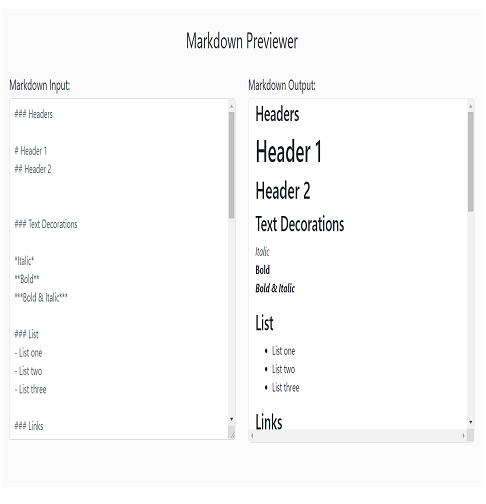 Markdown Previewer
Markdown Input:
### Headers
# Header 1
## Header 2
### Text Decorations
*Italic*
**Bold**
***Bold & Italic***
### List
- List one
- List two
- List three
### Links
Markdown Output:
Headers
Header 1
Header 2
Text Decorations
Italic
Bold
Bold & Italic
List
• List one
• List two
• List three
Links